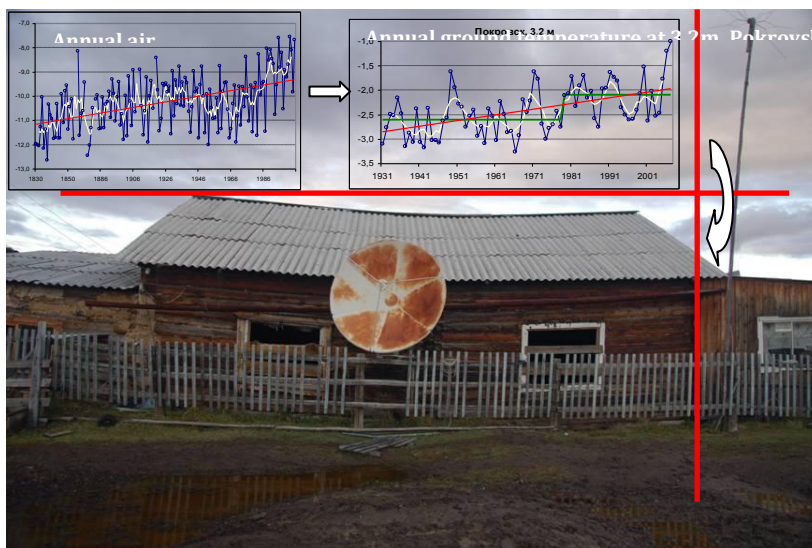 Annual air
-7,0
-8,0
-9,0
-10,0
-11,0
-12,0
-13,0
1830 1850 1866 1886 1906 1926 1946 1966 1986
Annual ground temperature at 3.2m, Pokrovsk
Покровск, 3,2 м
-1,0
-1,5
-2,0
-2,5
-3,0
-3,5
1931 1941 1951 1961 1971 1981 1991 2001